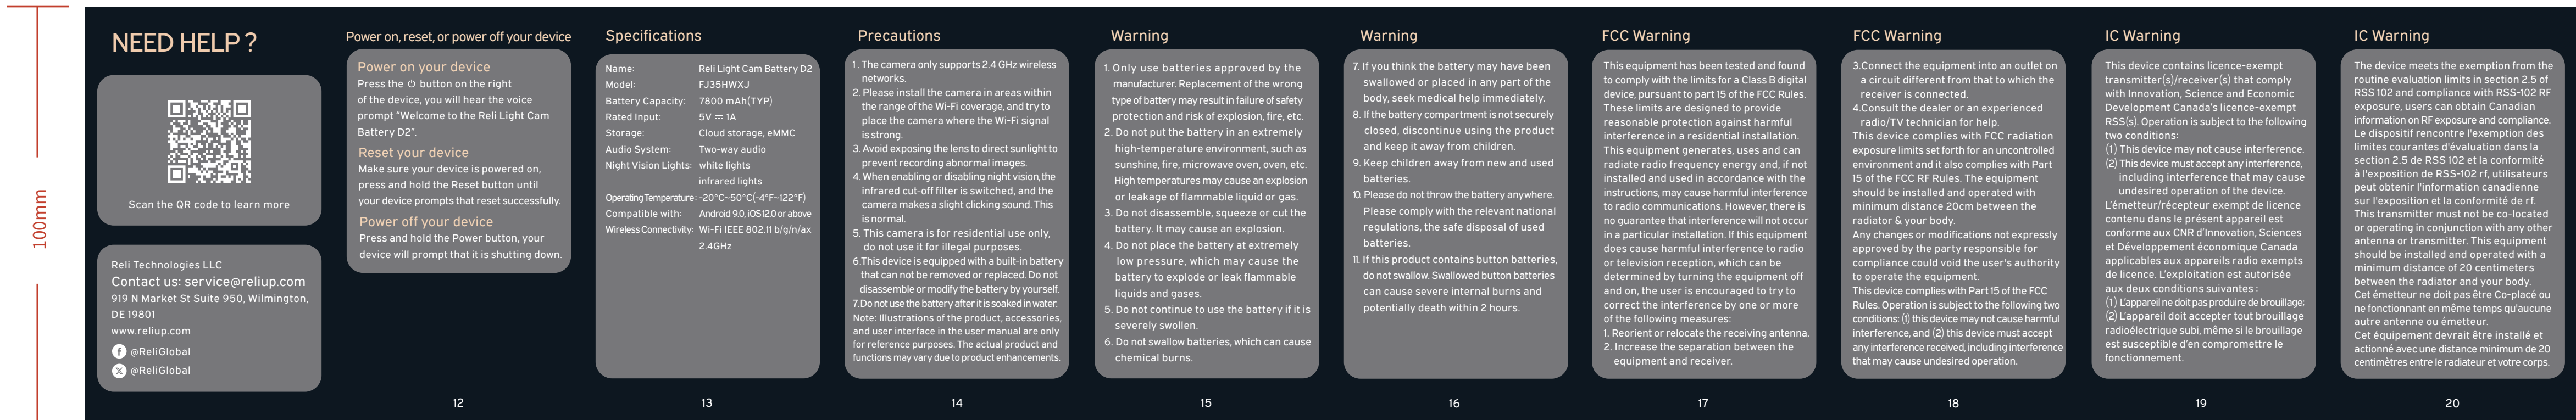 100mm
NEED HELP ?
Scan the QR code to learn more
Reli Technologies LLC
Contact us: service@reliup.com
919 N Market St Suite 950, Wilmington,
DE 19801
www.reliup.com
@ReliGlobal
@ReliGlobal
Power on, reset, or power off your device
Power on your device
Press the ⏻ button on the right
of the device, you will hear the voice
prompt “Welcome to the Reli Light Cam
Battery D2”.
Reset your device
Make sure your device is powered on,
press and hold the Reset button until
your device prompts that reset successfully.
Power off your device
Press and hold the Power button, your
device will prompt that it is shutting down.
12
Specifications
Name: Reli Light Cam Battery D2
Model: FJ35HWXJ
Battery Capacity: 7800 mAh(TYP)
Rated Input: 5V ⎓ 1A
Storage: Cloud storage, eMMC
Audio System: Two-way audio
Night Vision Lights: white lights
infrared lights
Operating Temperature: -20°C~50°C(-4°F~122°F)
Compatible with: Android 9.0, iOS12.0 or above
Wireless Connectivity: Wi-Fi IEEE 802.11 b/g/n/ax
2.4GHz
13
Precautions
1. The camera only supports 2.4 GHz wireless
networks.
2. Please install the camera in areas within
the range of the Wi-Fi coverage, and try to
place the camera where the Wi-Fi signal
is strong.
3. Avoid exposing the lens to direct sunlight to
prevent recording abnormal images.
4. When enabling or disabling night vision, the
infrared cut-off filter is switched, and the
camera makes a slight clicking sound. This
is normal.
5. This camera is for residential use only,
do not use it for illegal purposes.
6.This device is equipped with a built-in battery
that can not be removed or replaced. Do not
disassemble or modify the battery by yourself.
7.Do not use the battery after it is soaked in water.
Note: Illustrations of the product, accessories,
and user interface in the user manual are only
for reference purposes. The actual product and
functions may vary due to product enhancements.
14
Warning
1. Only use batteries approved by the
manufacturer. Replacement of the wrong
type of battery may result in failure of safety
protection and risk of explosion, fire, etc.
2. Do not put the battery in an extremely
high-temperature environment, such as
sunshine, fire, microwave oven, oven, etc.
High temperatures may cause an explosion
or leakage of flammable liquid or gas.
3. Do not disassemble, squeeze or cut the
battery. It may cause an explosion.
4. Do not place the battery at extremely
low pressure, which may cause the
battery to explode or leak flammable
liquids and gases.
5. Do not continue to use the battery if it is
severely swollen.
6. Do not swallow batteries, which can cause
chemical burns.
15
Warning
7. If you think the battery may have been
swallowed or placed in any part of the
body, seek medical help immediately.
8. If the battery compartment is not securely
closed, discontinue using the product
and keep it away from children.
9. Keep children away from new and used
batteries.
10. Please do not throw the battery anywhere.
Please comply with the relevant national
regulations, the safe disposal of used
batteries.
11. If this product contains button batteries,
do not swallow. Swallowed button batteries
can cause severe internal burns and
potentially death within 2 hours.
16
FCC Warning
This equipment has been tested and found
to comply with the limits for a Class B digital
device, pursuant to part 15 of the FCC Rules.
These limits are designed to provide
reasonable protection against harmful
interference in a residential installation.
This equipment generates, uses and can
radiate radio frequency energy and, if not
installed and used in accordance with the
instructions, may cause harmful interference
to radio communications. However, there is
no guarantee that interference will not occur
in a particular installation. If this equipment
does cause harmful interference to radio
or television reception, which can be
determined by turning the equipment off
and on, the user is encouraged to try to
correct the interference by one or more
of the following measures:
1. Reorient or relocate the receiving antenna.
2. Increase the separation between the
equipment and receiver.
17
FCC Warning
3.Connect the equipment into an outlet on
a circuit different from that to which the
receiver is connected.
4.Consult the dealer or an experienced
radio/TV technician for help.
This device complies with FCC radiation
exposure limits set forth for an uncontrolled
environment and it also complies with Part
15 of the FCC RF Rules. The equipment
should be installed and operated with
minimum distance 20cm between the
radiator & your body.
Any changes or modifications not expressly
approved by the party responsible for
compliance could void the user's authority
to operate the equipment.
This device complies with Part 15 of the FCC
Rules. Operation is subject to the following two
conditions: (1) this device may not cause harmful
interference, and (2) this device must accept
any interference received, including interference
that may cause undesired operation.
18
IC Warning
This device contains licence-exempt
transmitter(s)/receiver(s) that comply
with Innovation, Science and Economic
Development Canada’s licence-exempt
RSS(s). Operation is subject to the following
two conditions:
(1) This device may not cause interference.
(2) This device must accept any interference,
including interference that may cause
undesired operation of the device.
L’émetteur/récepteur exempt de licence
contenu dans le présent appareil est
conforme aux CNR d’Innovation, Sciences
et Développement économique Canada
applicables aux appareils radio exempts
de licence. L’exploitation est autorisée
aux deux conditions suivantes :
(1) L’appareil ne doit pas produire de brouillage;
(2) L’appareil doit accepter tout brouillage
radioélectrique subi, même si le brouillage
est susceptible d’en compromettre le
fonctionnement.
19
IC Warning
The device meets the exemption from the
routine evaluation limits in section 2.5 of
RSS 102 and compliance with RSS-102 RF
exposure, users can obtain Canadian
information on RF exposure and compliance.
Le dispositif rencontre l'exemption des
limites courantes d'évaluation dans la
section 2.5 de RSS 102 et la conformité
à l'exposition de RSS-102 rf, utilisateurs
peut obtenir l'information canadienne
sur l'exposition et la conformité de rf.
This transmitter must not be co-located
or operating in conjunction with any other
antenna or transmitter. This equipment
should be installed and operated with a
minimum distance of 20 centimeters
between the radiator and your body.
Cet émetteur ne doit pas être Co-placé ou
ne fonctionnant en même temps qu'aucune
autre antenne ou émetteur.
Cet équipement devrait être installé et
actionné avec une distance minimum de 20
centimètres entre le radiateur et votre corps.
20